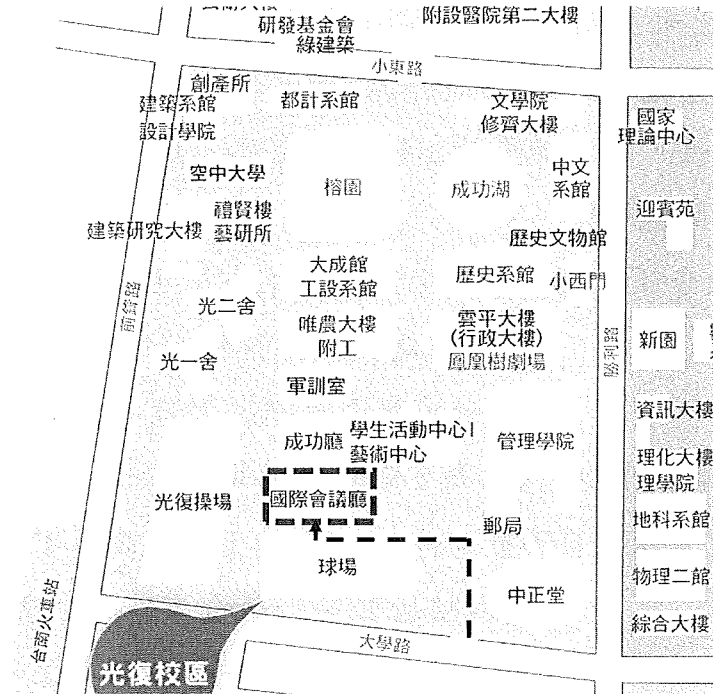 研發基金會
綠建築
附設醫院第二大樓
小東路
創產所
建築系館
設計學院
都計系館
文學院
修齊大樓
國家
理論中心
空中大學
榕園
成功湖
中文
系館
禮賢樓
藝研所
建築研究大樓
迎賓苑
歷史文物館
大成館
工設系館
歷史系館
小西門
光二舍
前鋒路
唯農大樓
附工
雲平大樓
(行政大樓)
鳳凰樹劇場
勝利路
新園
光一舍
軍訓室
資訊大樓
成功廳
學生活動中心I
藝術中心
管理學院
理化大樓
理學院
光復操場
國際會議廳
郵局
地科系館
球場
中正堂
物理二館
綜合大樓
台南火車站
大學路
光復校區